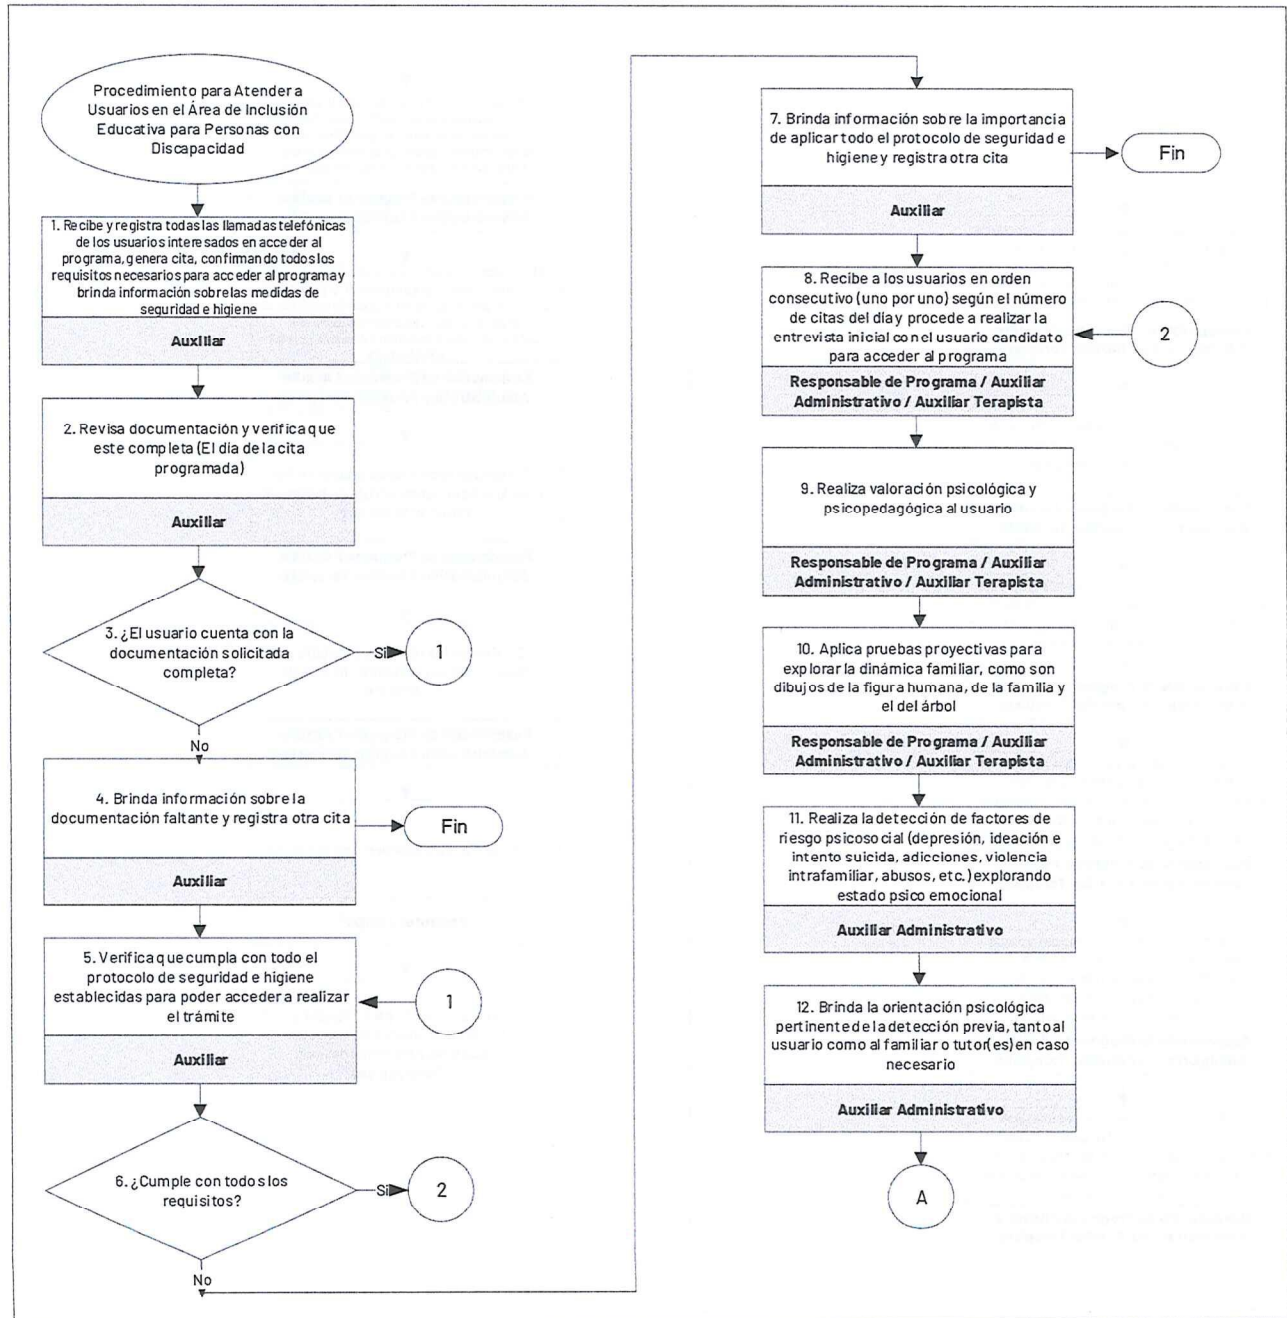 Procedimiento para Atender a
Usuarios en el Área de Inclusión
Educativa para Personas con
Discapacidad
1. Recibe y registra todas las llamadas telefónicas
de los usuarios interesados en acceder al
programa, genera cita, confirmando todos los
requisitos necesarios para acceder al programa y
brinda información sobre las medidas de
seguridad e higiene
Auxiliar
2. Revisa documentación y verifica que
este completa (El día de la cita
programada)
Auxiliar
3. ¿El usuario cuenta con la
documentación solicitada
completa?
Si
1
No
4. Brinda información sobre la
documentación faltante y registra otra cita
Auxiliar
Fin
5. Verifica que cumpla con todo el
protocolo de seguridad e higiene
establecidas para poder acceder a realizar
el trámite
Auxiliar
1
6. ¿Cumple con todos los
requisitos?
Si
2
No
7. Brinda información sobre la importancia
de aplicar todo el protocolo de seguridad e
higiene y registra otra cita
Auxiliar
Fin
8. Recibe a los usuarios en orden
consecutivo (uno por uno) según el número
de citas del día y procede a realizar la
entrevista inicial con el usuario candidato
para acceder al programa
Responsable de Programa / Auxiliar
Administrativo / Auxiliar Terapista
2
9. Realiza valoración psicológica y
psicopedagógica al usuario
Responsable de Programa / Auxiliar
Administrativo / Auxiliar Terapista
10. Aplica pruebas proyectivas para
explorar la dinámica familiar, como son
dibujos de la figura humana, de la familia y
el del árbol
Responsable de Programa / Auxiliar
Administrativo / Auxiliar Terapista
11. Realiza la detección de factores de
riesgo psicosocial (depresión, ideación e
intento suicida, adicciones, violencia
intrafamiliar, abusos, etc.) explorando
estado psico emocional
Auxiliar Administrativo
12. Brinda la orientación psicológica
pertinente de la detección previa, tanto al
usuario como al familiar o tutor(es) en caso
necesario
Auxiliar Administrativo
A